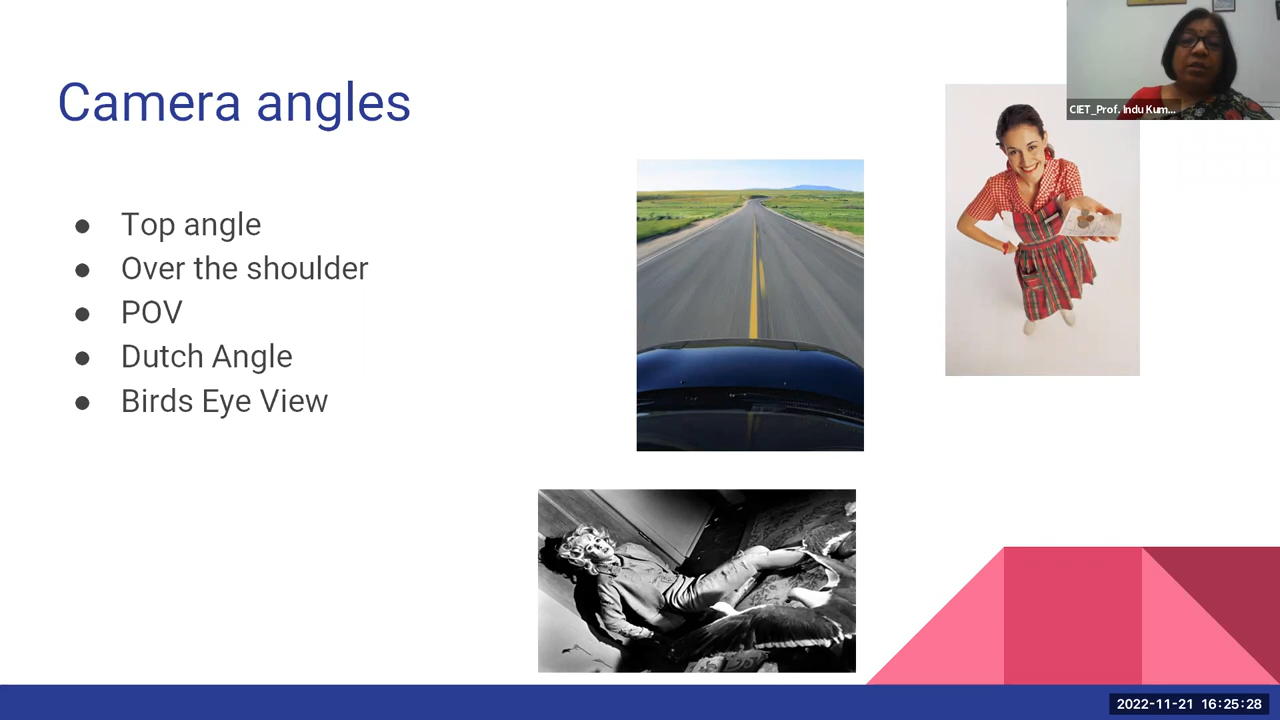 Camera angles
CIET_Prof. Indu Kum...
Top angle
Over the shoulder
POV
Dutch Angle
Birds Eye View
2022-11-21 16:25:28